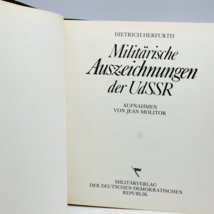 DIETRICH HERFURTH
Militärische
Auszeichnungen
der UdSSR
AUFNAHMEN
VON JEAN MOLITOR
MILITÄRVERLAG
DER DEUTSCHEN DEMOKRATISCHEN
REPUBLIK